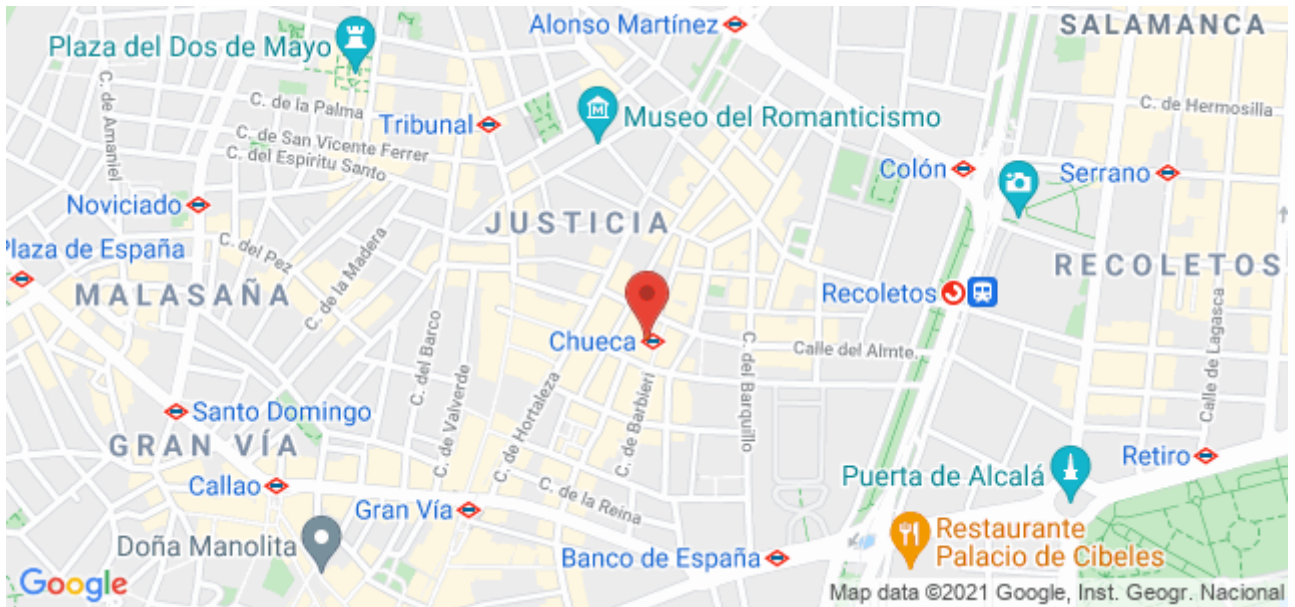 Alonso Martínez
SALAMANCA
Plaza del Dos de Mayo
C. de Amaniel
C. de la Palma
C. de Hermosilla
Tribunal
Museo del Romanticismo
C. de San Vicente Ferrer
C. del Espíritu Santo
Colón
Serrano
Noviciado
JUSTICIA
C. del Pez
C. de la Madera
Plaza de España
RECOLETOS
MALASAÑA
Recoletos
Chueca
C. del Barco
C. de Valverde
C. de Hortaleza
C. de Barbieri
C. del Barquillo
Calle del Almte.
Calle de Lagasca
Santo Domingo
GRAN VÍA
Retiro
Callao
Puerta de Alcalá
Gran Vía
C. de la Reina
Doña Manolita
Banco de España
Restaurante
Palacio de Cibeles
Google
Map data ©2021 Google, Inst. Geogr. Nacional